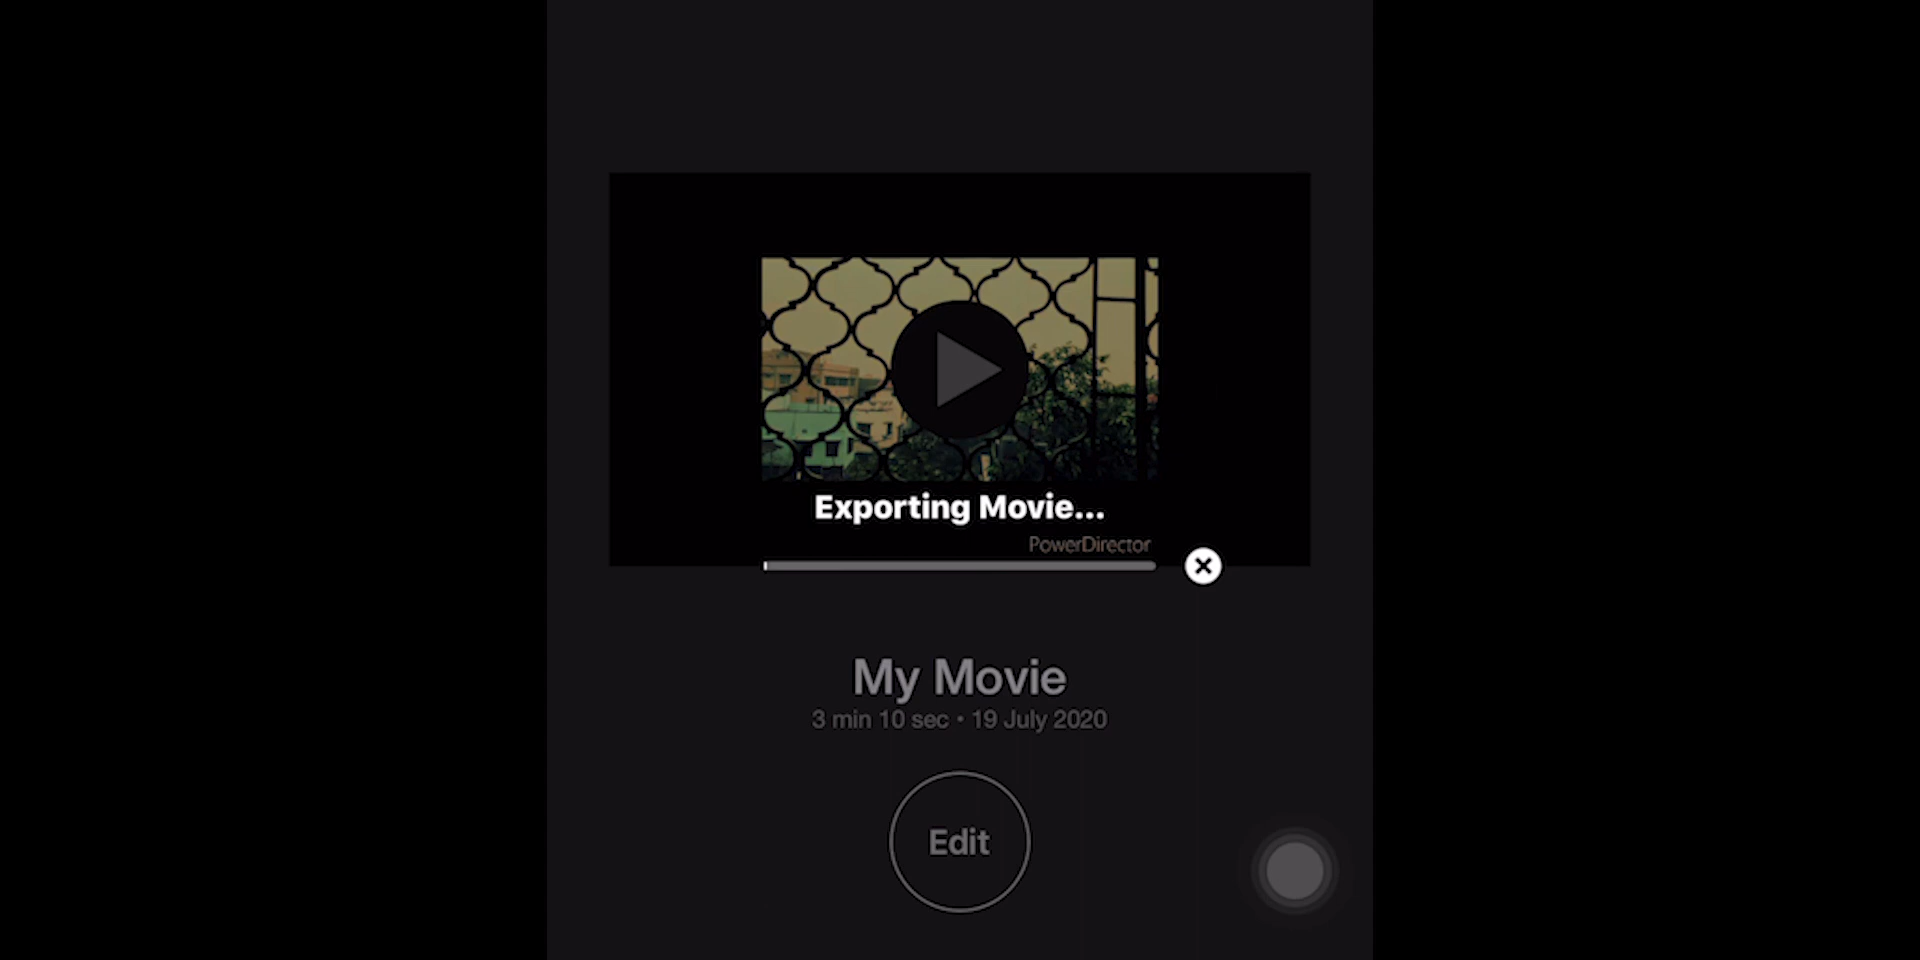 Exporting Movie...
PowerDirector
My Movie
3 min 10 sec • 19 July 2020
Edit